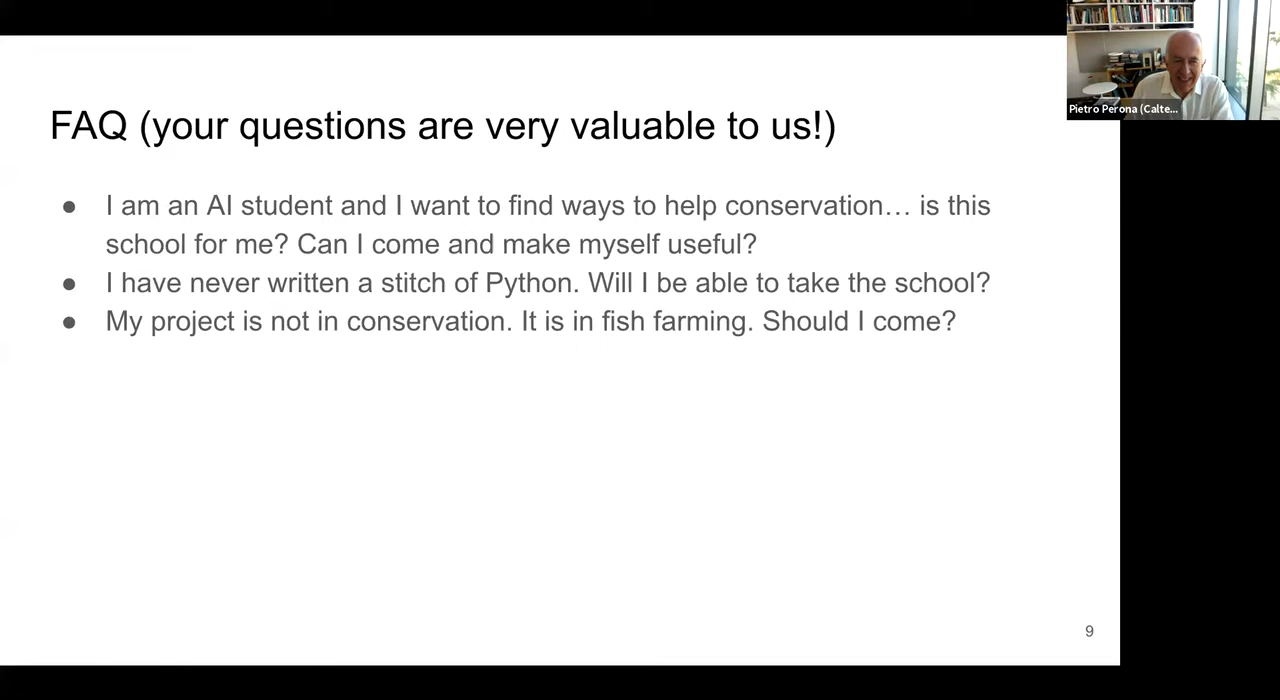 FAQ (your questions are very valuable to us!)
● I am an AI student and I want to find ways to help conservation… is this
school for me? Can I come and make myself useful?
● I have never written a stitch of Python. Will I be able to take the school?
● My project is not in conservation. It is in fish farming. Should I come?
9
Pietro Perona (Calte...